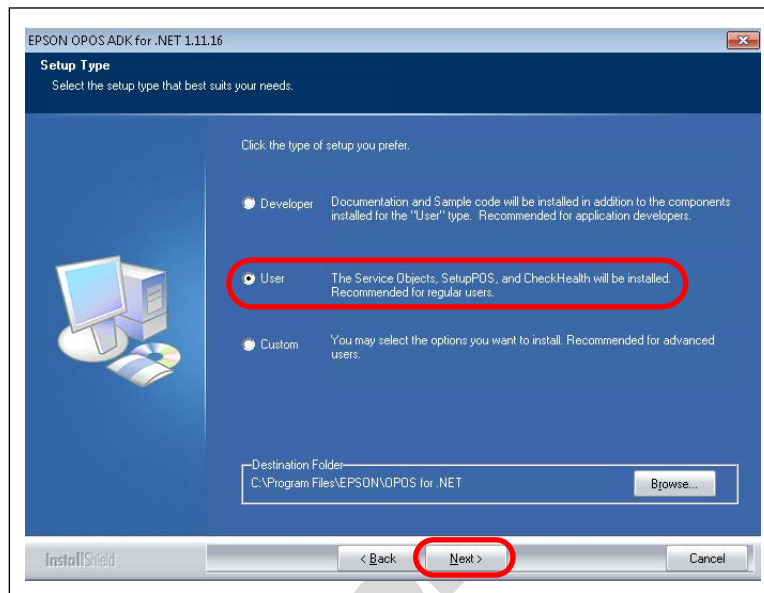 EPSON OPOS ADK for .NET 1.11.16
Setup Type
Select the setup type that best suits your needs.
Click the type of setup you prefer.
Developer Documentation and Sample code will be installed in addition to the components
installed for the "User" type. Recommended for application developers.
User The Service Objects, SetupPOS, and CheckHealth will be installed.
Recommended for regular users.
Custom You may select the options you want to install. Recommended for advanced
users.
Destination Folder
C:\Program Files\EPSON\OPOS for .NET
Browse...
InstallShield
< Back Next > Cancel